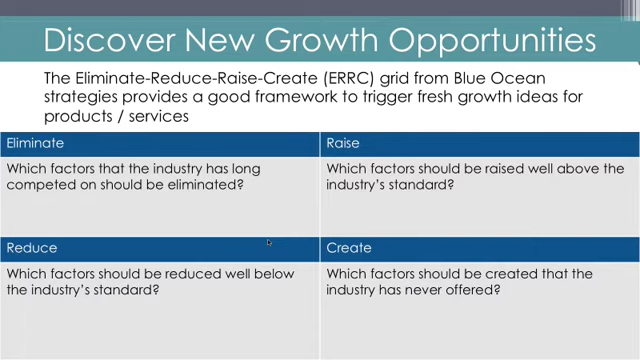 Discover New Growth Opportunities
The Eliminate-Reduce-Raise-Create (ERRC) grid from Blue Ocean
strategies provides a good framework to trigger fresh growth ideas for
products / services
Eliminate
Which factors that the industry has long
competed on should be eliminated?
Raise
Which factors should be raised well above the
industry's standard?
Reduce
Which factors should be reduced well below
the industry's standard?
Create
Which factors should be created that the
industry has never offered?